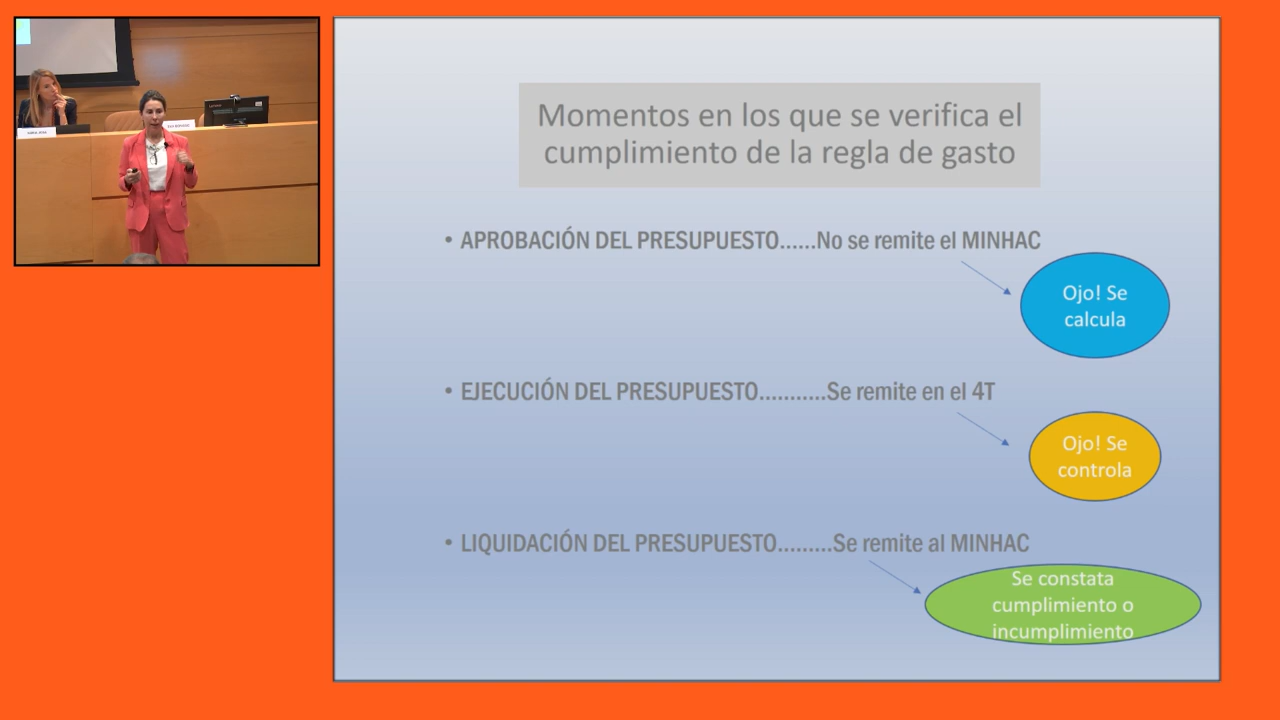 Momentos en los que se verifica el
cumplimiento de la regla de gasto
• APROBACIÓN DEL PRESUPUESTO......No se remite el MINHAC
Ojo! Se
calcula
• EJECUCIÓN DEL PRESUPUESTO...........Se remite en el 4T
Ojo! Se
controla
• LIQUIDACIÓN DEL PRESUPUESTO.........Se remite al MINHAC
Se constata
cumplimiento o
incumplimiento